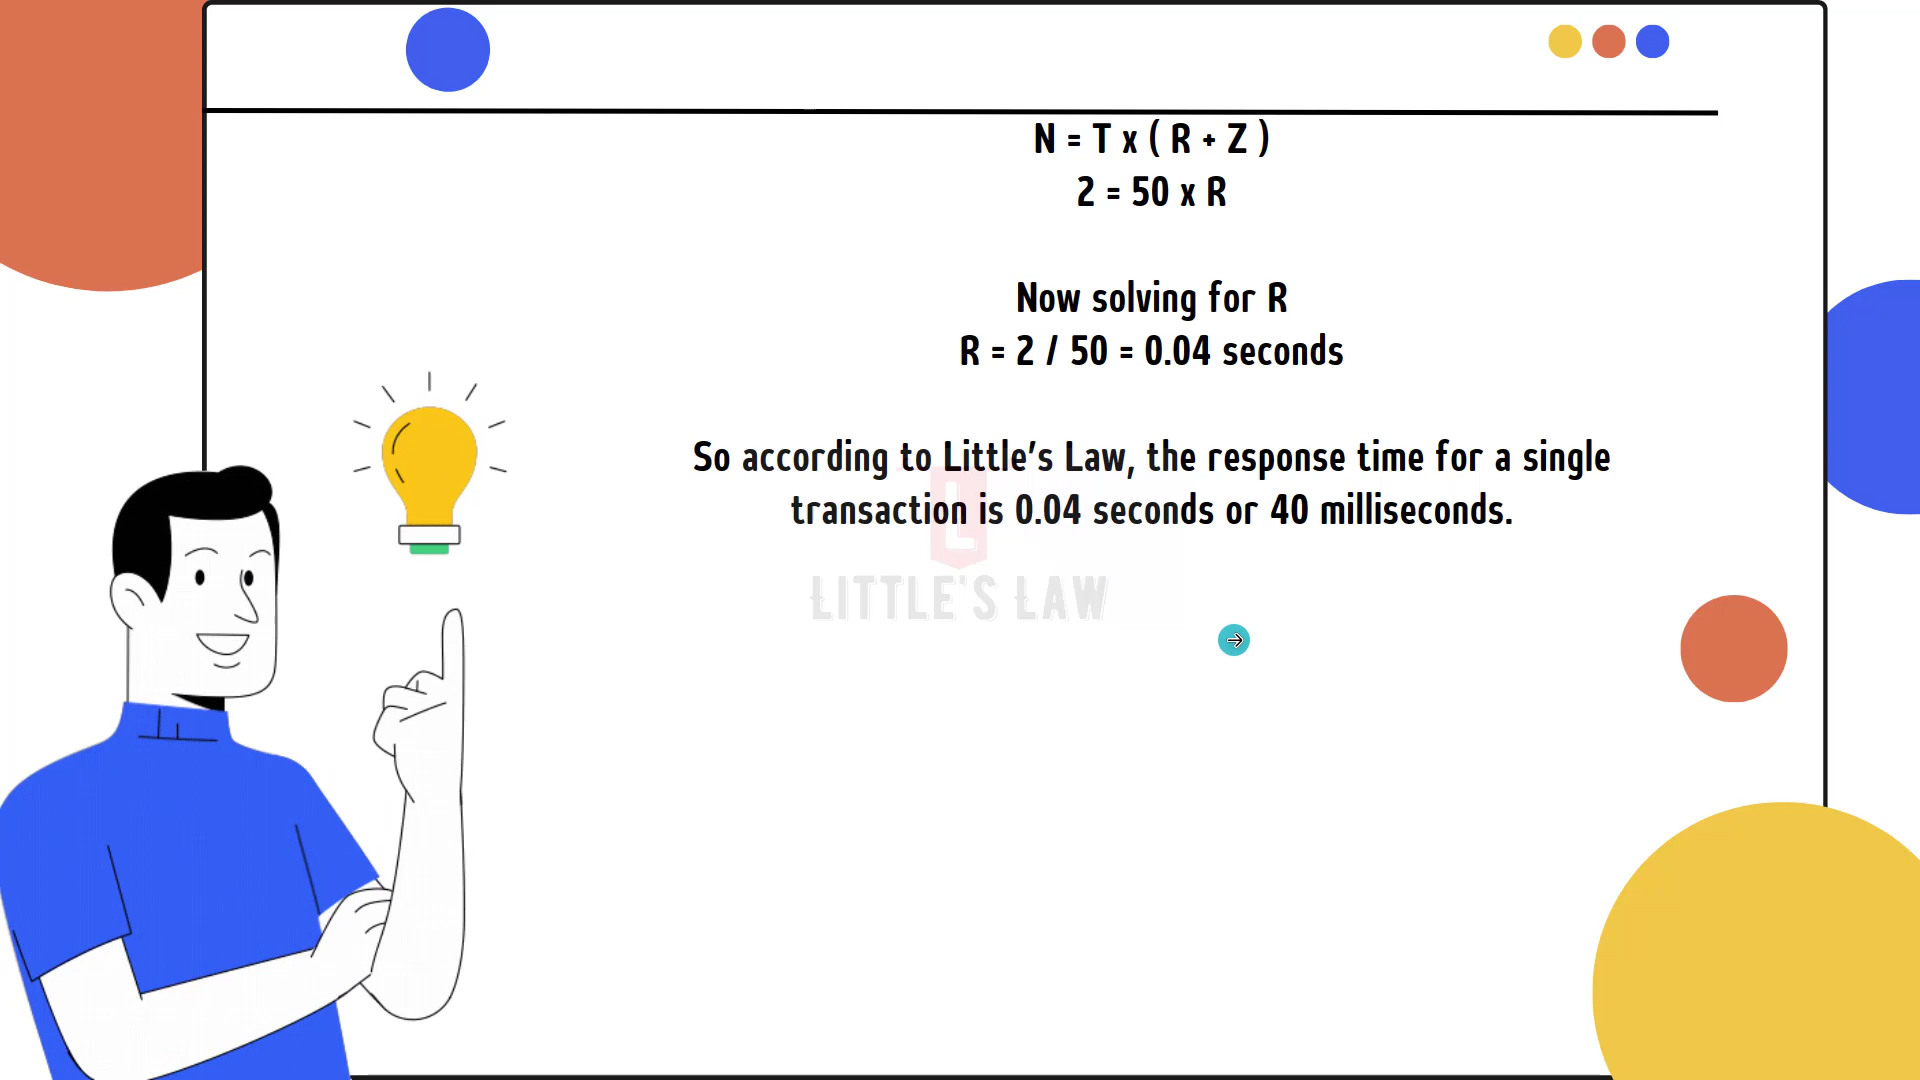 N = T x ( R + Z )
2 = 50 x R
Now solving for R
R = 2 / 50 = 0.04 seconds
So according to Little's Law, the response time for a single
transaction is 0.04 seconds or 40 milliseconds.
L
LITTLE'S LAW